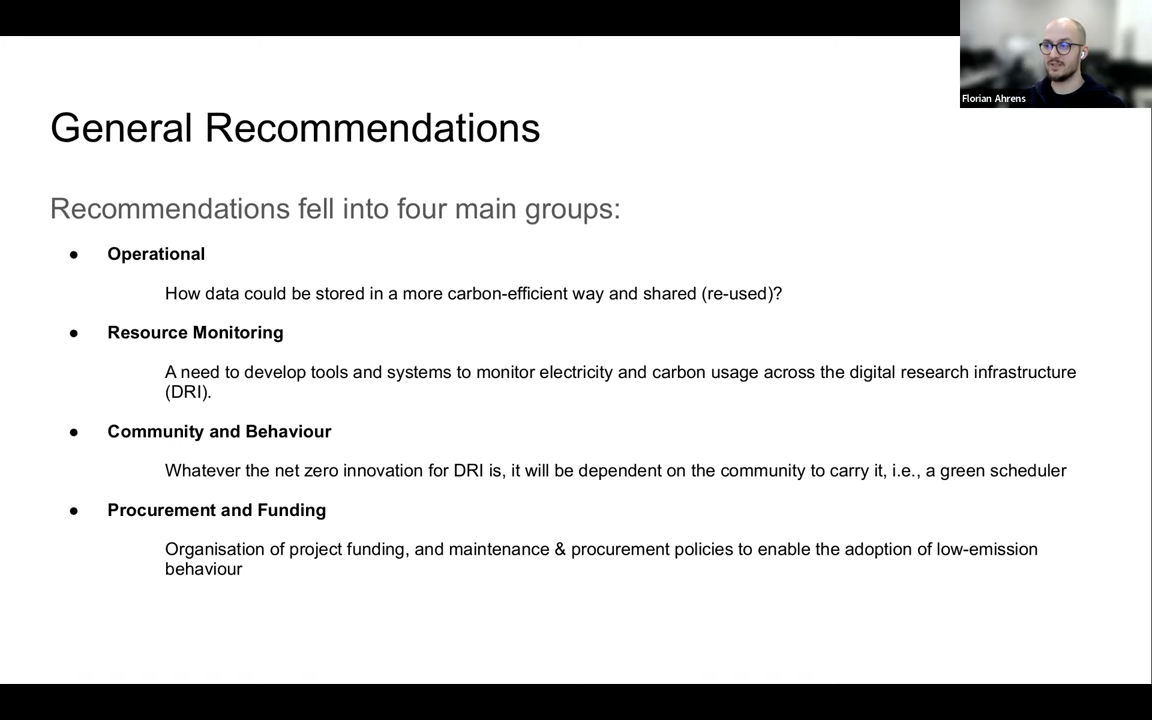 Florian Ahrens
General Recommendations
Recommendations fell into four main groups:
● Operational
How data could be stored in a more carbon-efficient way and shared (re-used)?
● Resource Monitoring
A need to develop tools and systems to monitor electricity and carbon usage across the digital research infrastructure
(DRI).
● Community and Behaviour
Whatever the net zero innovation for DRI is, it will be dependent on the community to carry it, i.e., a green scheduler
● Procurement and Funding
Organisation of project funding, and maintenance & procurement policies to enable the adoption of low-emission
behaviour